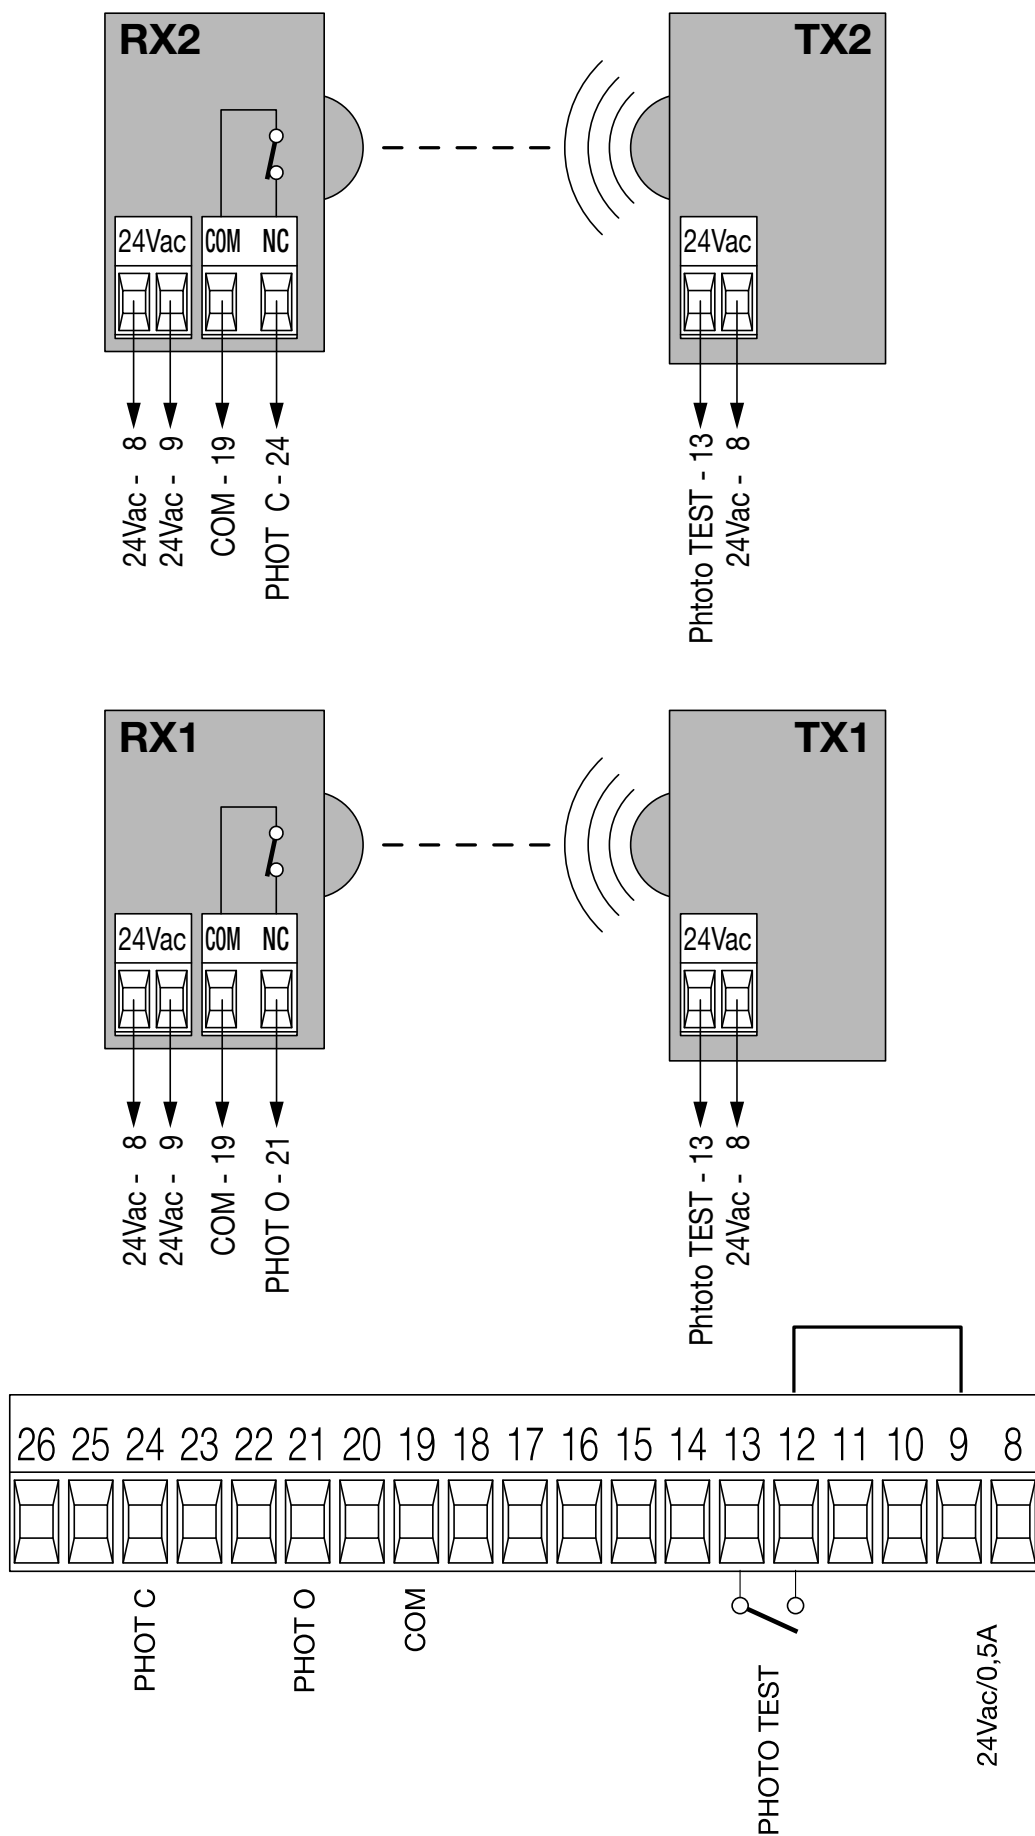 RX2
TX2
24Vac COM NC
24Vac
24Vac - 8
24Vac - 9
COM - 19
PHOT C - 24
Phtoto TEST - 13
24Vac - 8
RX1
TX1
24Vac COM NC
24Vac
24Vac - 8
24Vac - 9
COM - 19
PHOT O - 21
Phtoto TEST - 13
24Vac - 8
26 25 24 23 22 21 20 19 18 17 16 15 14 13 12 11 10 9 8
PHOT C
PHOT O
COM
PHOTO TEST
24Vac/0,5A